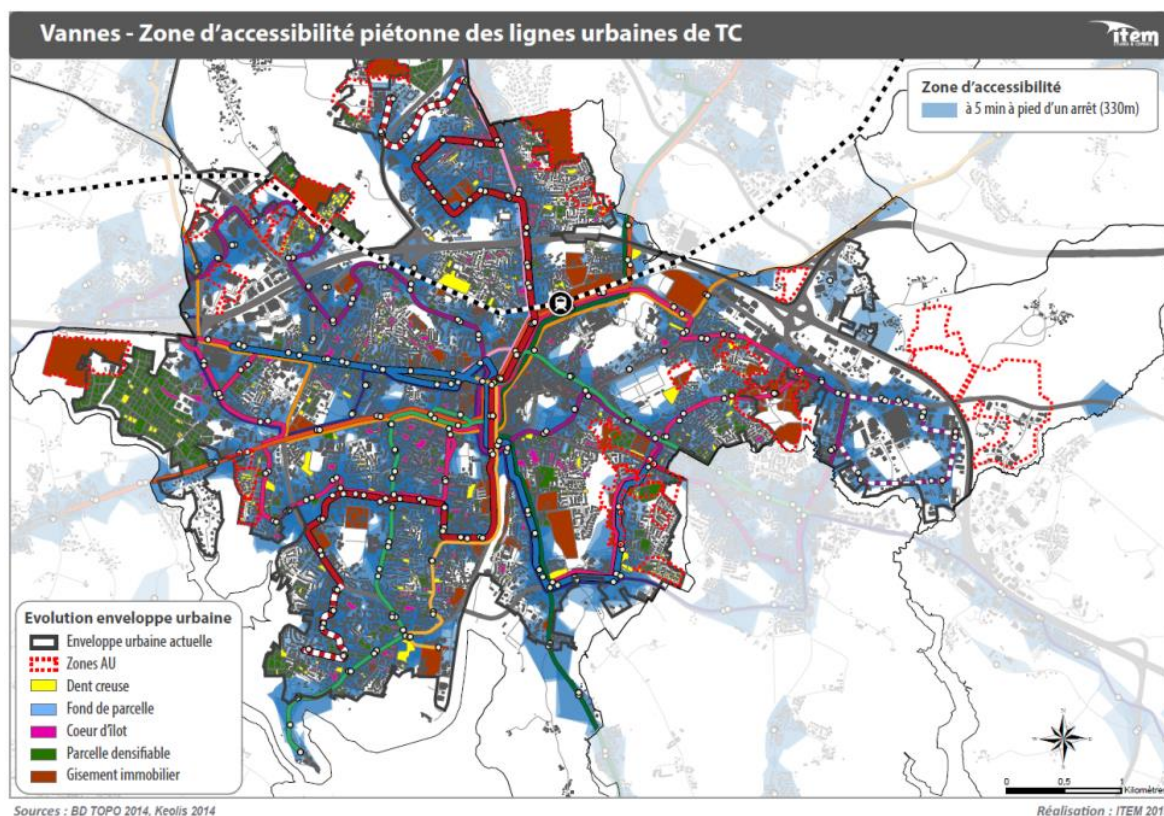 Vannes - Zone d'accessibilité piétonne des lignes urbaines de TC
item
Zone d'accessibilité
à 5 min à pied d'un arrêt (330m)
Evolution enveloppe urbaine
Enveloppe urbaine actuelle
Zones AU
Dent creuse
Fond de parcelle
Coeur d'îlot
Parcelle densifiable
Gisement immobilier
0 0,5 1
Kilomètres
Sources : BD TOPO 2014, Keolis 2014
Réalisation : ITEM 201